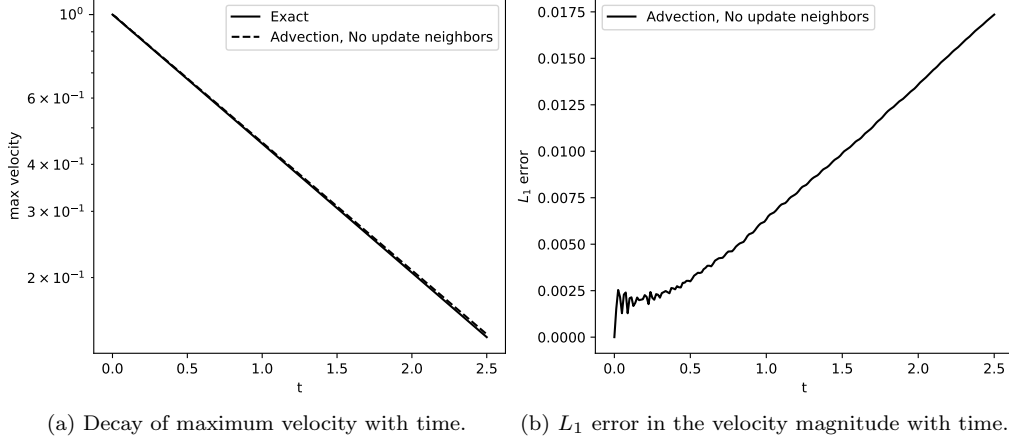 10⁰
6 × 10⁻¹
4 × 10⁻¹
3 × 10⁻¹
2 × 10⁻¹
max velocity
Exact
Advection, No update neighbors
0.0 0.5 1.0 1.5 2.0 2.5
t
(a) Decay of maximum velocity with time.
0.0175
0.0150
0.0125
0.0100
0.0075
0.0050
0.0025
0.0000
L₁ error
Advection, No update neighbors
0.0 0.5 1.0 1.5 2.0 2.5
t
(b) L₁ error in the velocity magnitude with time.